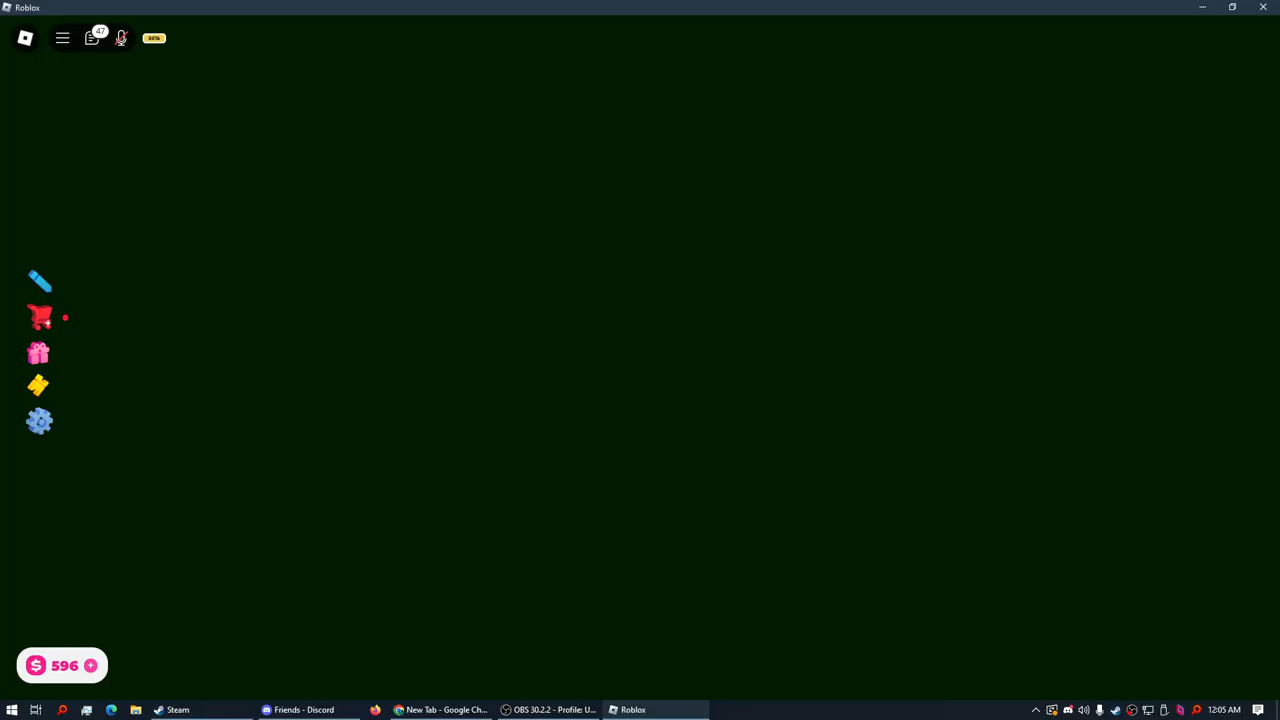 Roblox
47
BETA
$ 596 +
Steam
Friends - Discord
New Tab - Google Ch...
OBS 30.2.2 - Profile: U...
Roblox
12:05 AM